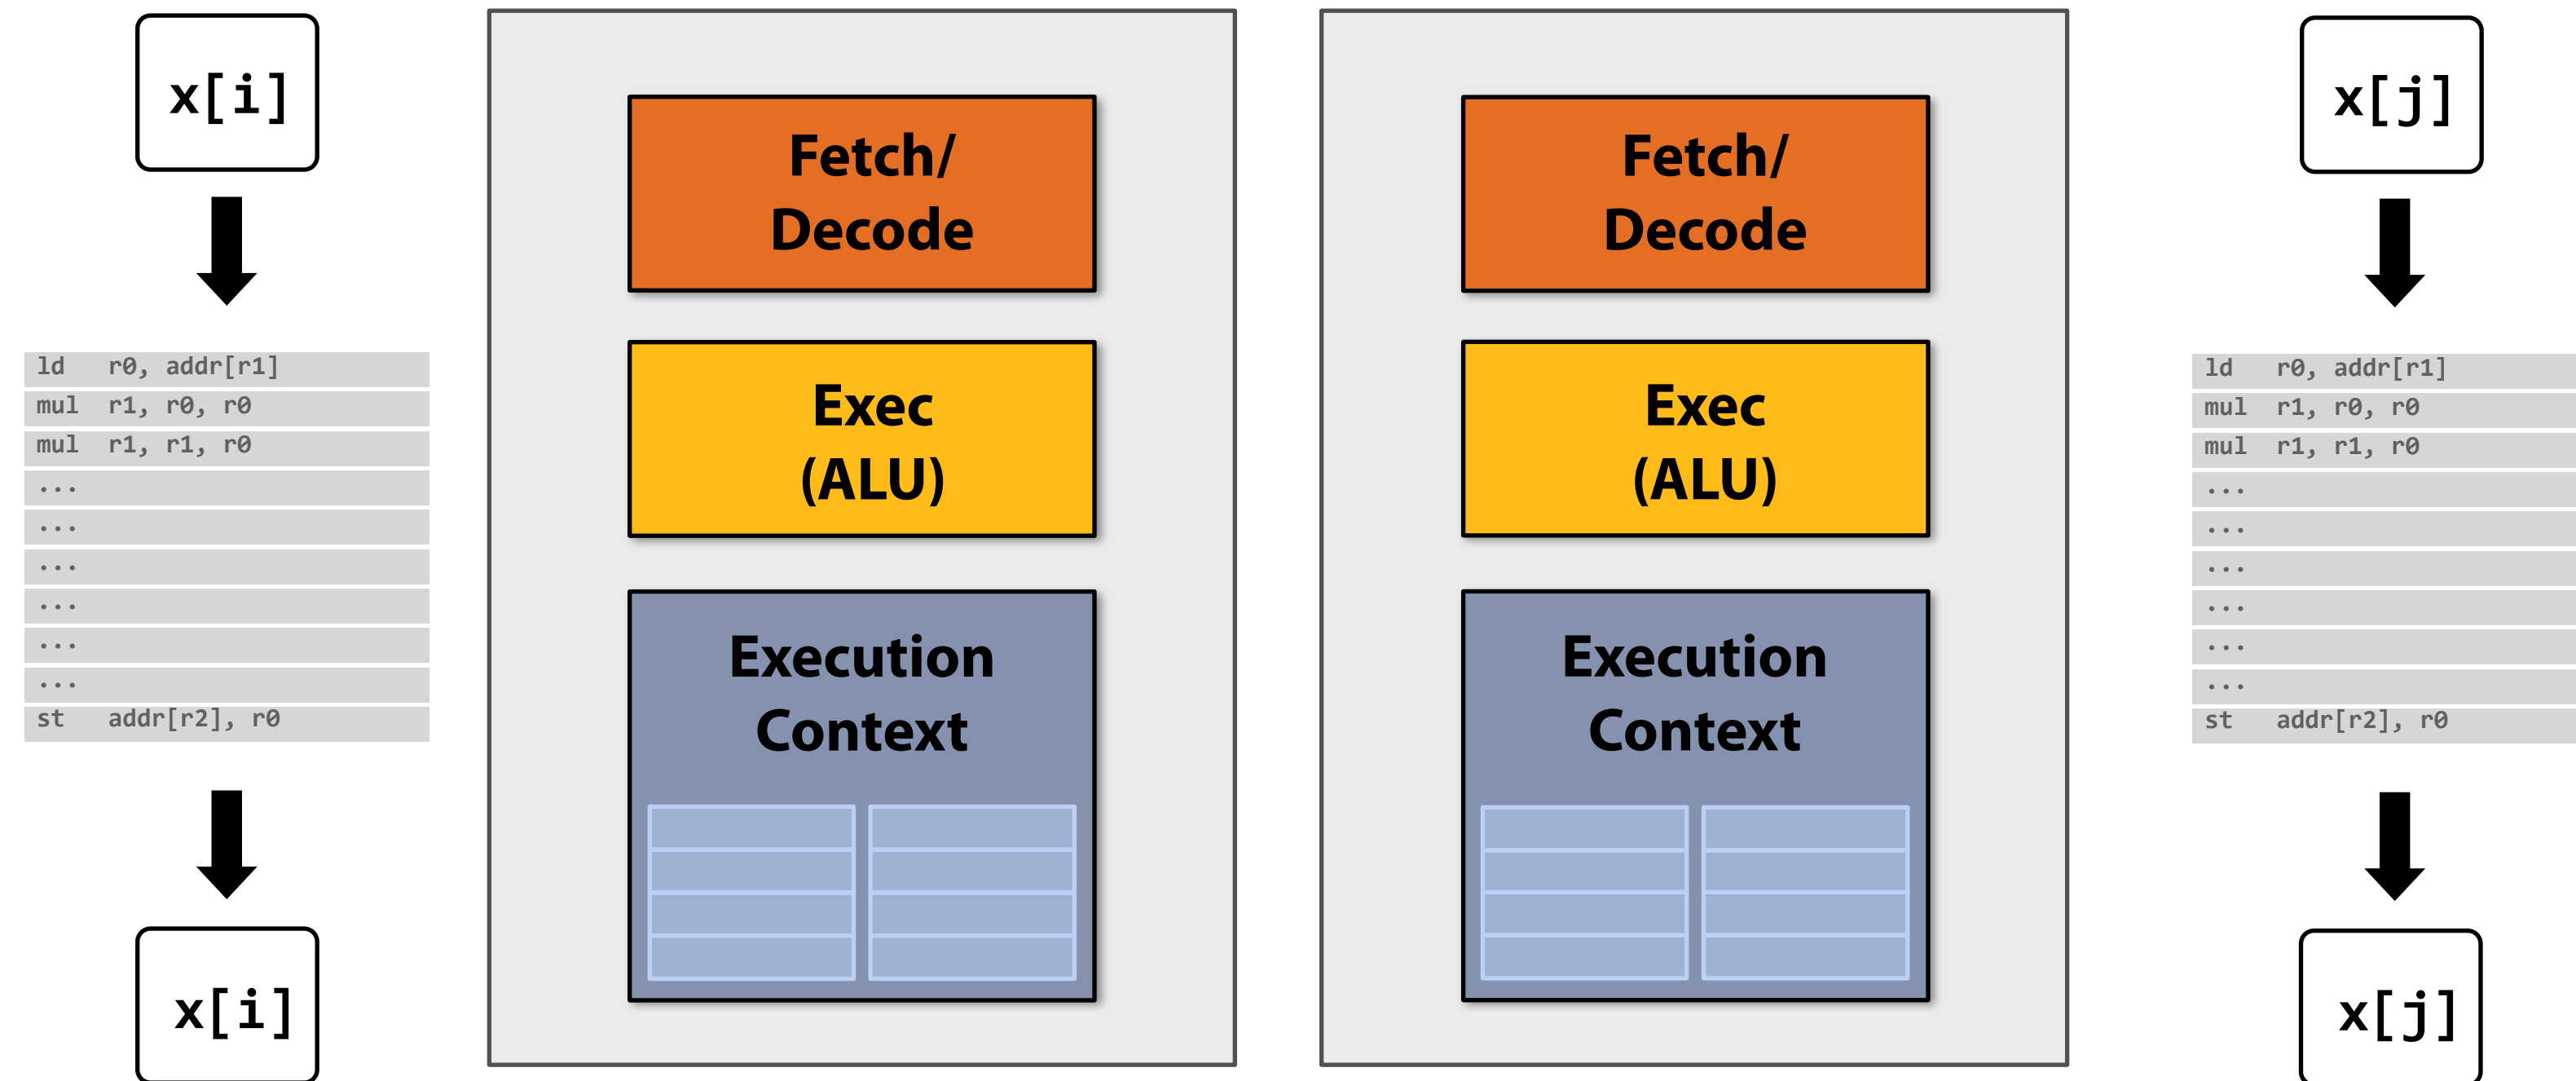 x[i]
ld r0, addr[r1]
mul r1, r0, r0
mul r1, r1, r0
...
...
...
...
...
...
st addr[r2], r0
x[i]
Fetch/
Decode
Exec
(ALU)
Execution
Context
Fetch/
Decode
Exec
(ALU)
Execution
Context
x[j]
ld r0, addr[r1]
mul r1, r0, r0
mul r1, r1, r0
...
...
...
...
...
...
st addr[r2], r0
x[j]